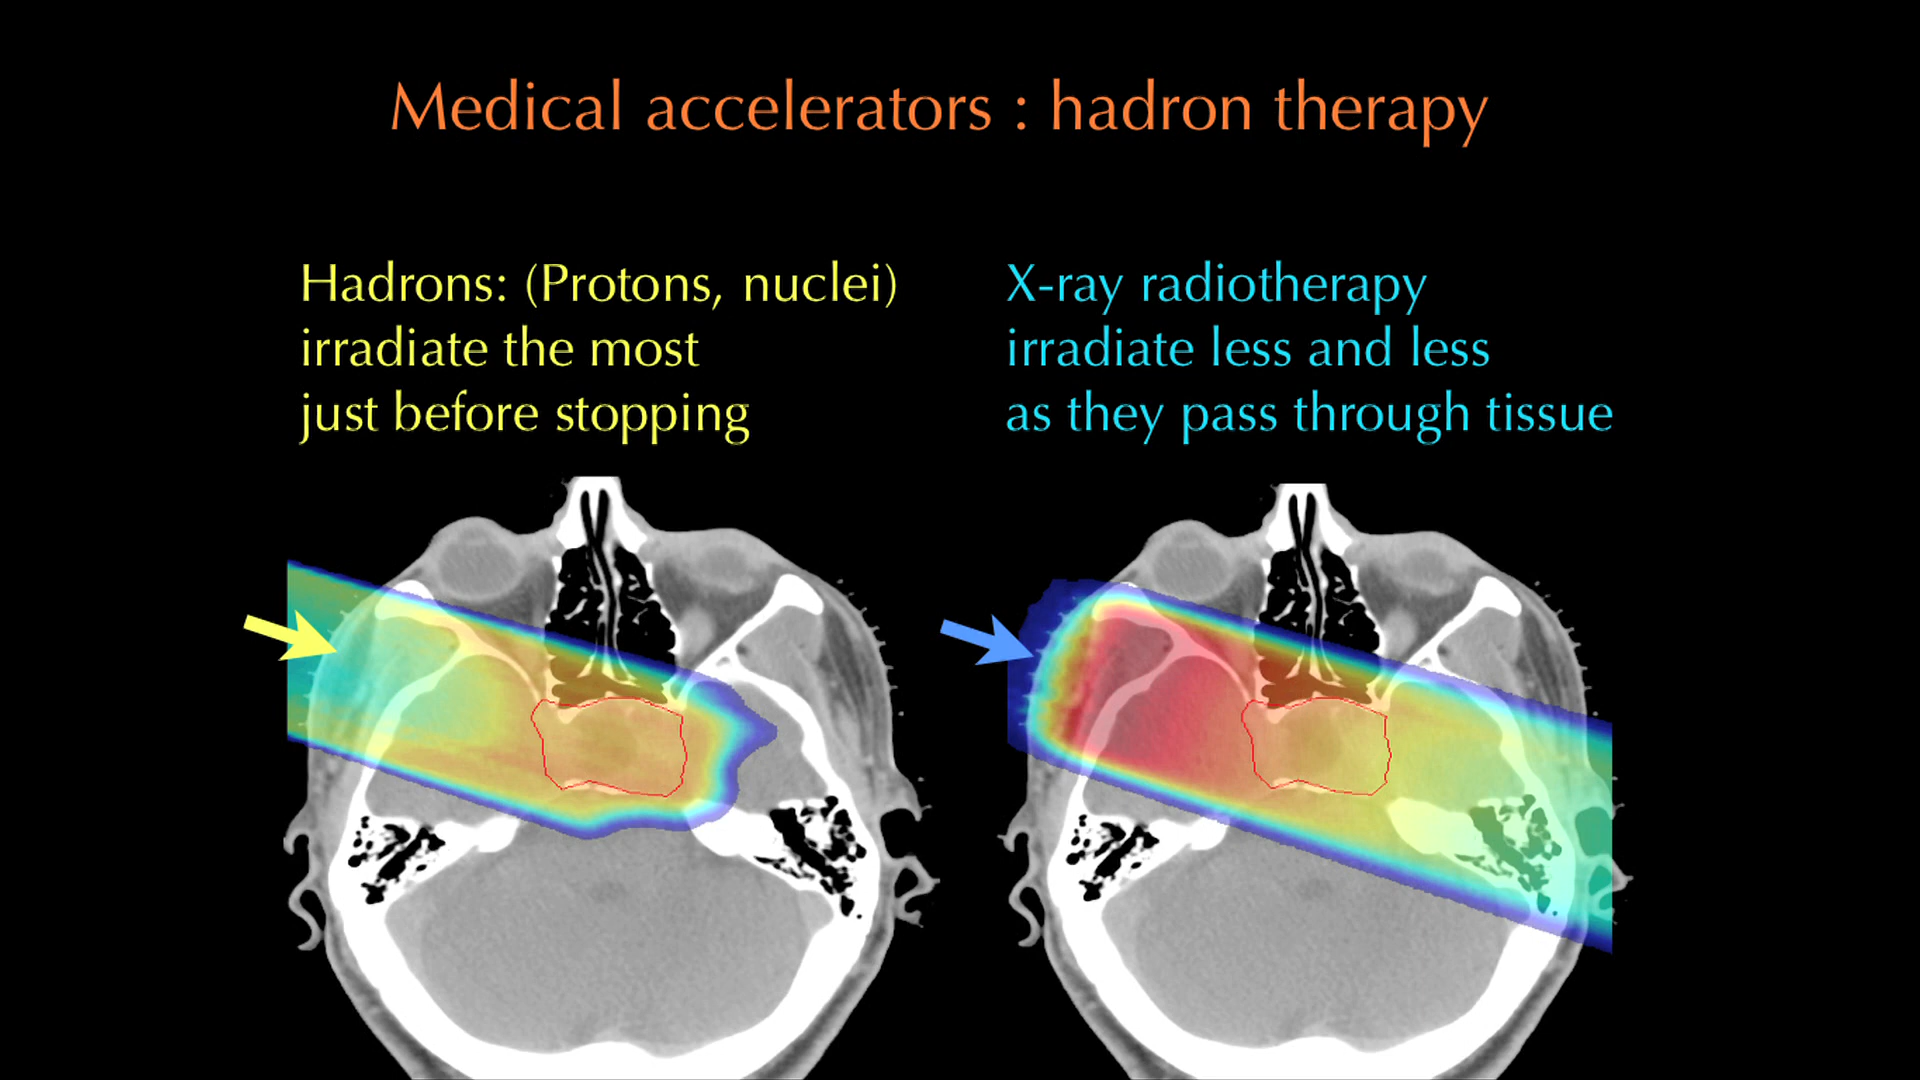 Medical accelerators : hadron therapy
Hadrons: (Protons, nuclei)
irradiate the most
just before stopping
X-ray radiotherapy
irradiate less and less
as they pass through tissue